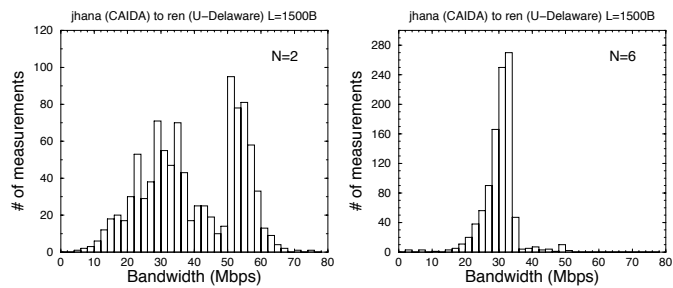 jhana (CAIDA) to ren (U-Delaware) L=1500B
120
100
80
60
40
20
0
# of measurements
N=2
0 10 20 30 40 50 60 70 80
Bandwidth (Mbps)
jhana (CAIDA) to ren (U-Delaware) L=1500B
280
240
200
160
120
80
40
0
# of measurements
N=6
0 10 20 30 40 50 60 70 80
Bandwidth (Mbps)